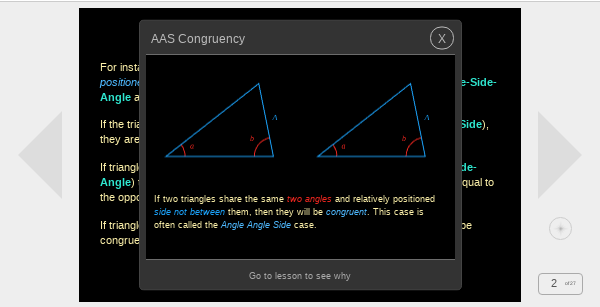 AAS Congruency
X
For inst
positione
e-Side-
Angle a
If the tria
Side),
they are
If triangl
de-
Angle)
qual to
the oppo
If triangl
be
congrue
a b A
a b A
If two triangles share the same two angles and relatively positioned
side not between them, then they will be congruent. This case is
often called the Angle Angle Side case.
Go to lesson to see why
2 of 27